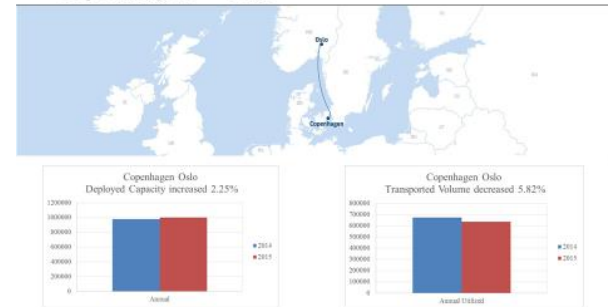 Oslo
Copenhagen
Copenhagen Oslo
Deployed Capacity increased 2.25%
1200000
1000000
800000
600000
400000
200000
0
Annual
2014
2015
Copenhagen Oslo
Transported Volume decreased 5.82%
800000
700000
600000
500000
400000
300000
200000
100000
0
Annual Utilized
2014
2015